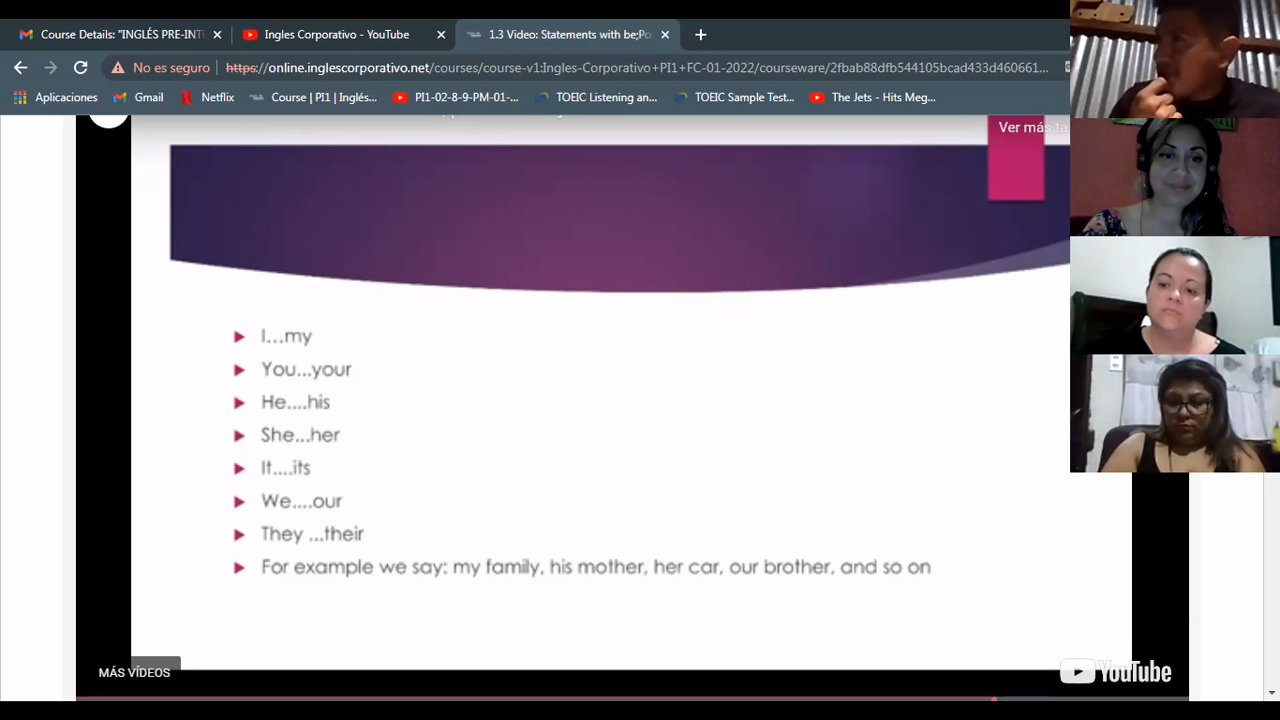 Course Details: "INGLÉS PRE-INT
Ingles Corporativo - YouTube
1.3 Video: Statements with be;Po
No es seguro
https://online.inglescorporativo.net/courses/course-v1:Ingles-Corporativo+PI1+FC-01-2022/courseware/2fbab88dfb544105bcad433d460661...
Aplicaciones
Gmail
Netflix
Course | PI1 | Inglés...
PI1-02-8-9-PM-01-...
TOEIC Listening an...
TOEIC Sample Test...
The Jets - Hits Meg...
Ver más
I...my
You...your
He....his
She...her
It....its
We....our
They ...their
For example we say: my family, his mother, her car, our brother, and so on
MÁS VÍDEOS
YouTube